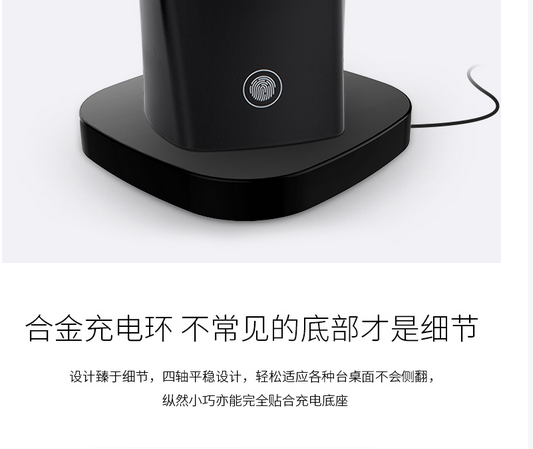 合金充电环 不常见的底部才是细节
设计臻于细节，四轴平稳设计，轻松适应各种台桌面不会侧翻，
纵然小巧亦能完全贴合充电底座